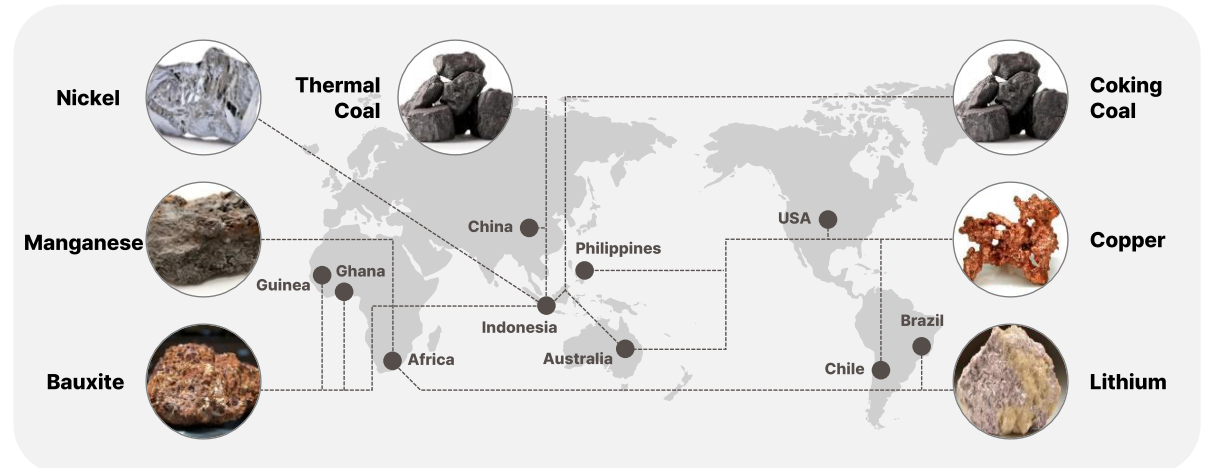 Nickel
Thermal
Coal
Coking
Coal
Manganese
China
Philippines
USA
Copper
Guinea
Ghana
Indonesia
Australia
Africa
Brazil
Chile
Bauxite
Lithium